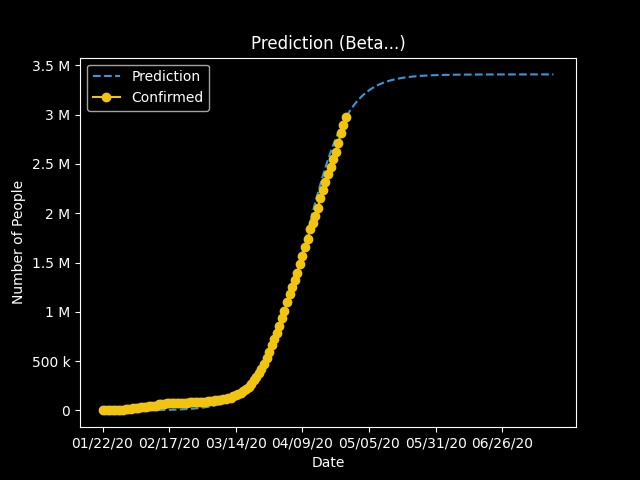 Prediction (Beta...)
Prediction
Confirmed
3.5 M
3 M
2.5 M
2 M
1.5 M
1 M
500 k
0
Number of People
01/22/20 02/17/20 03/14/20 04/09/20 05/05/20 05/31/20 06/26/20
Date